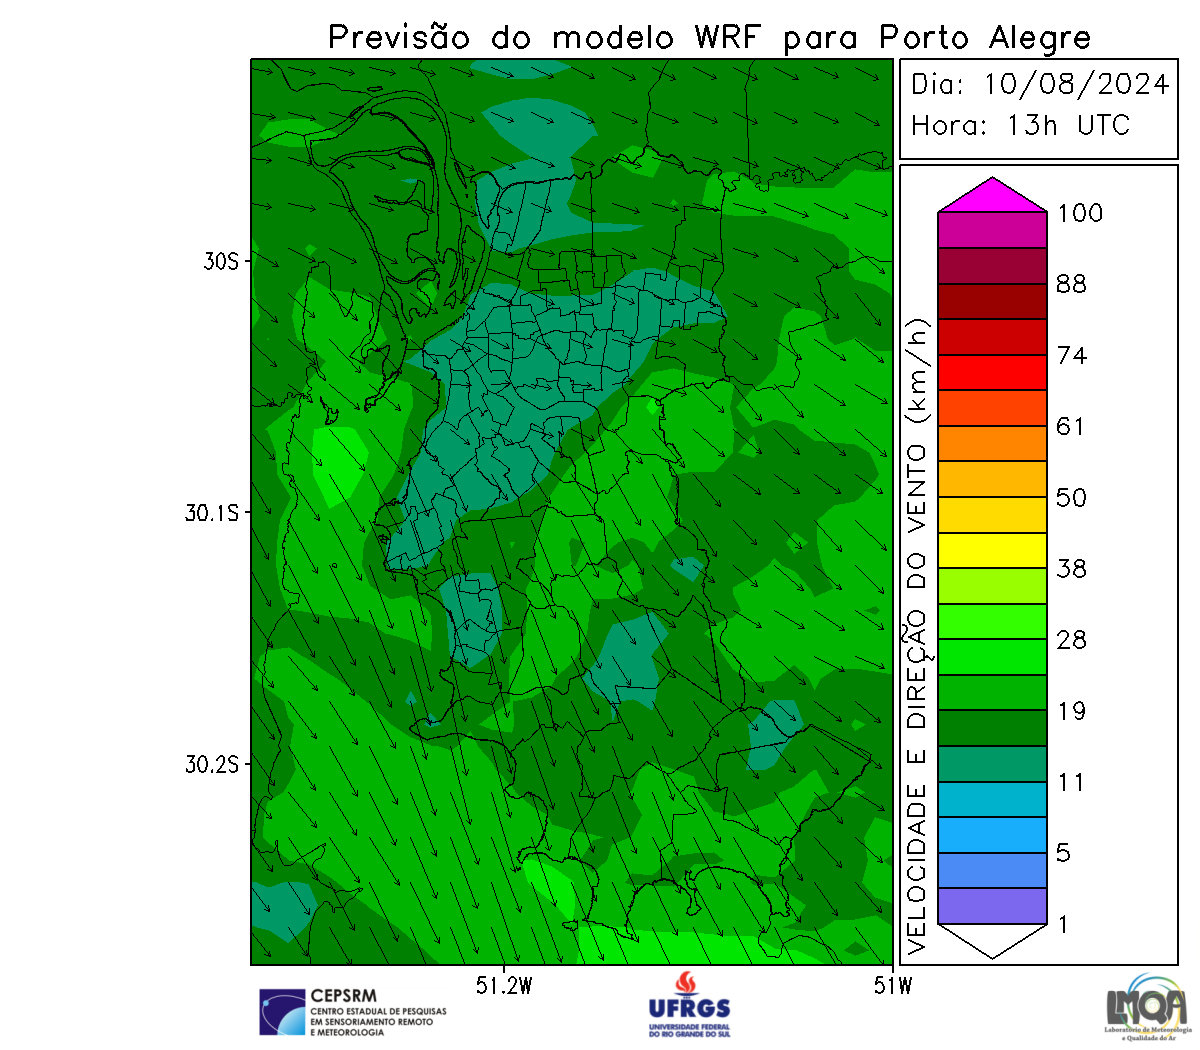 Previsão do modelo WRF para Porto Alegre
Dia: 10/08/2024
Hora: 13h UTC
30S
30.1S
30.2S
51.2W
51W
VELOCIDADE E DIREÇÃO DO VENTO (km/h)
100
88
74
61
50
38
28
19
11
5
1
CEPSRM
CENTRO ESTADUAL DE PESQUISAS
EM SENSORIAMENTO REMOTO
E METEOROLOGIA
UFRGS
UNIVERSIDADE FEDERAL
DO RIO GRANDE DO SUL
LMQA
Laboratório de Meteorologia
e Qualidade do Ar